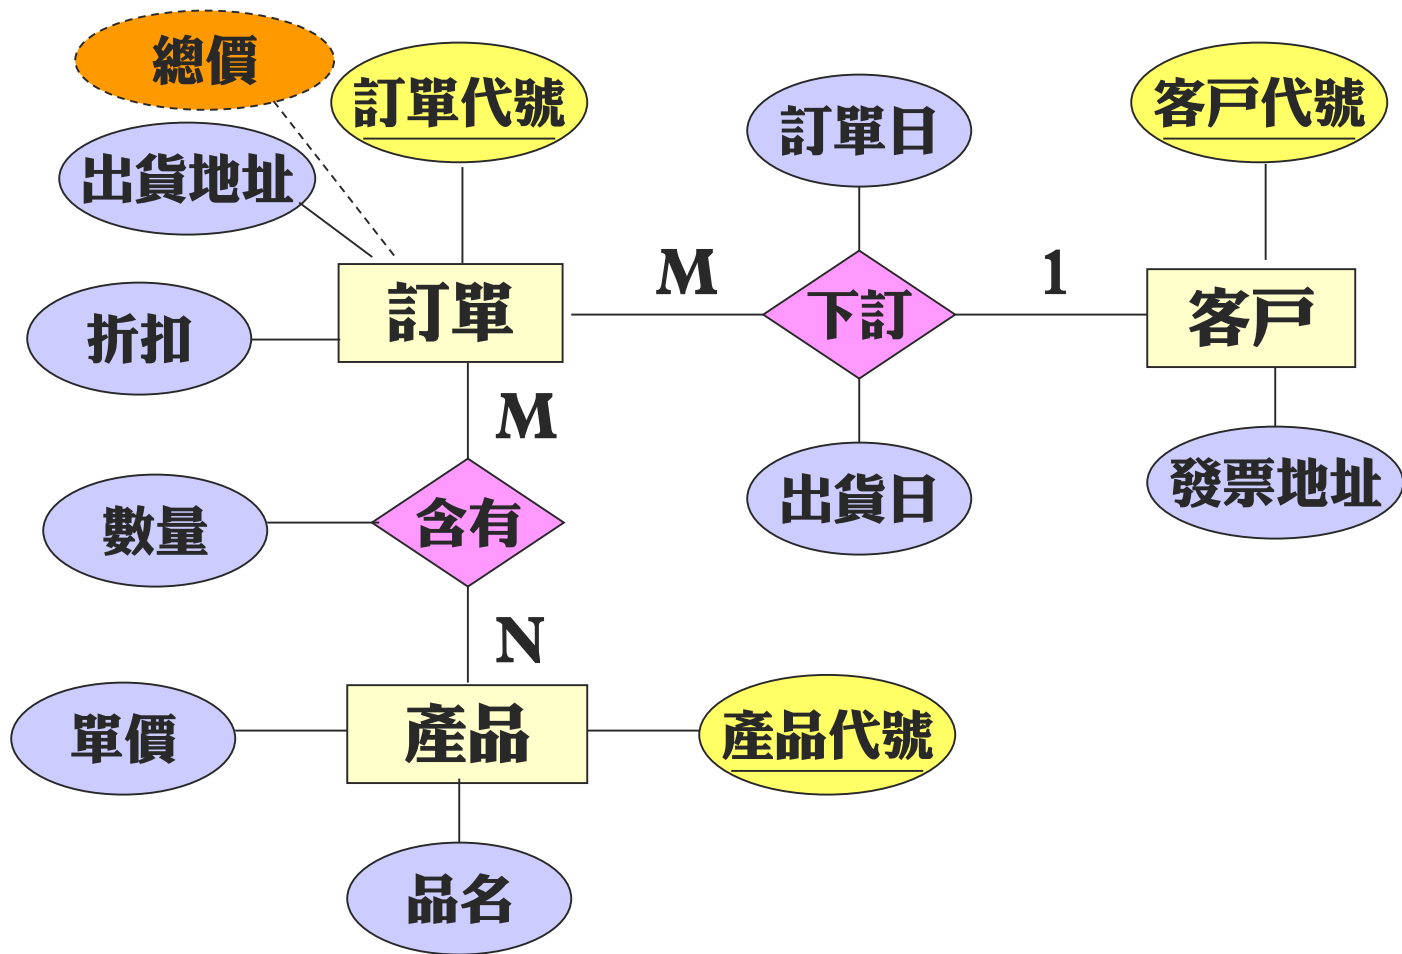 總價
訂單代號
客戶代號
訂單日
出貨地址
M
1
訂單
下訂
客戶
折扣
M
發票地址
出貨日
含有
數量
N
單價
產品
產品代號
品名